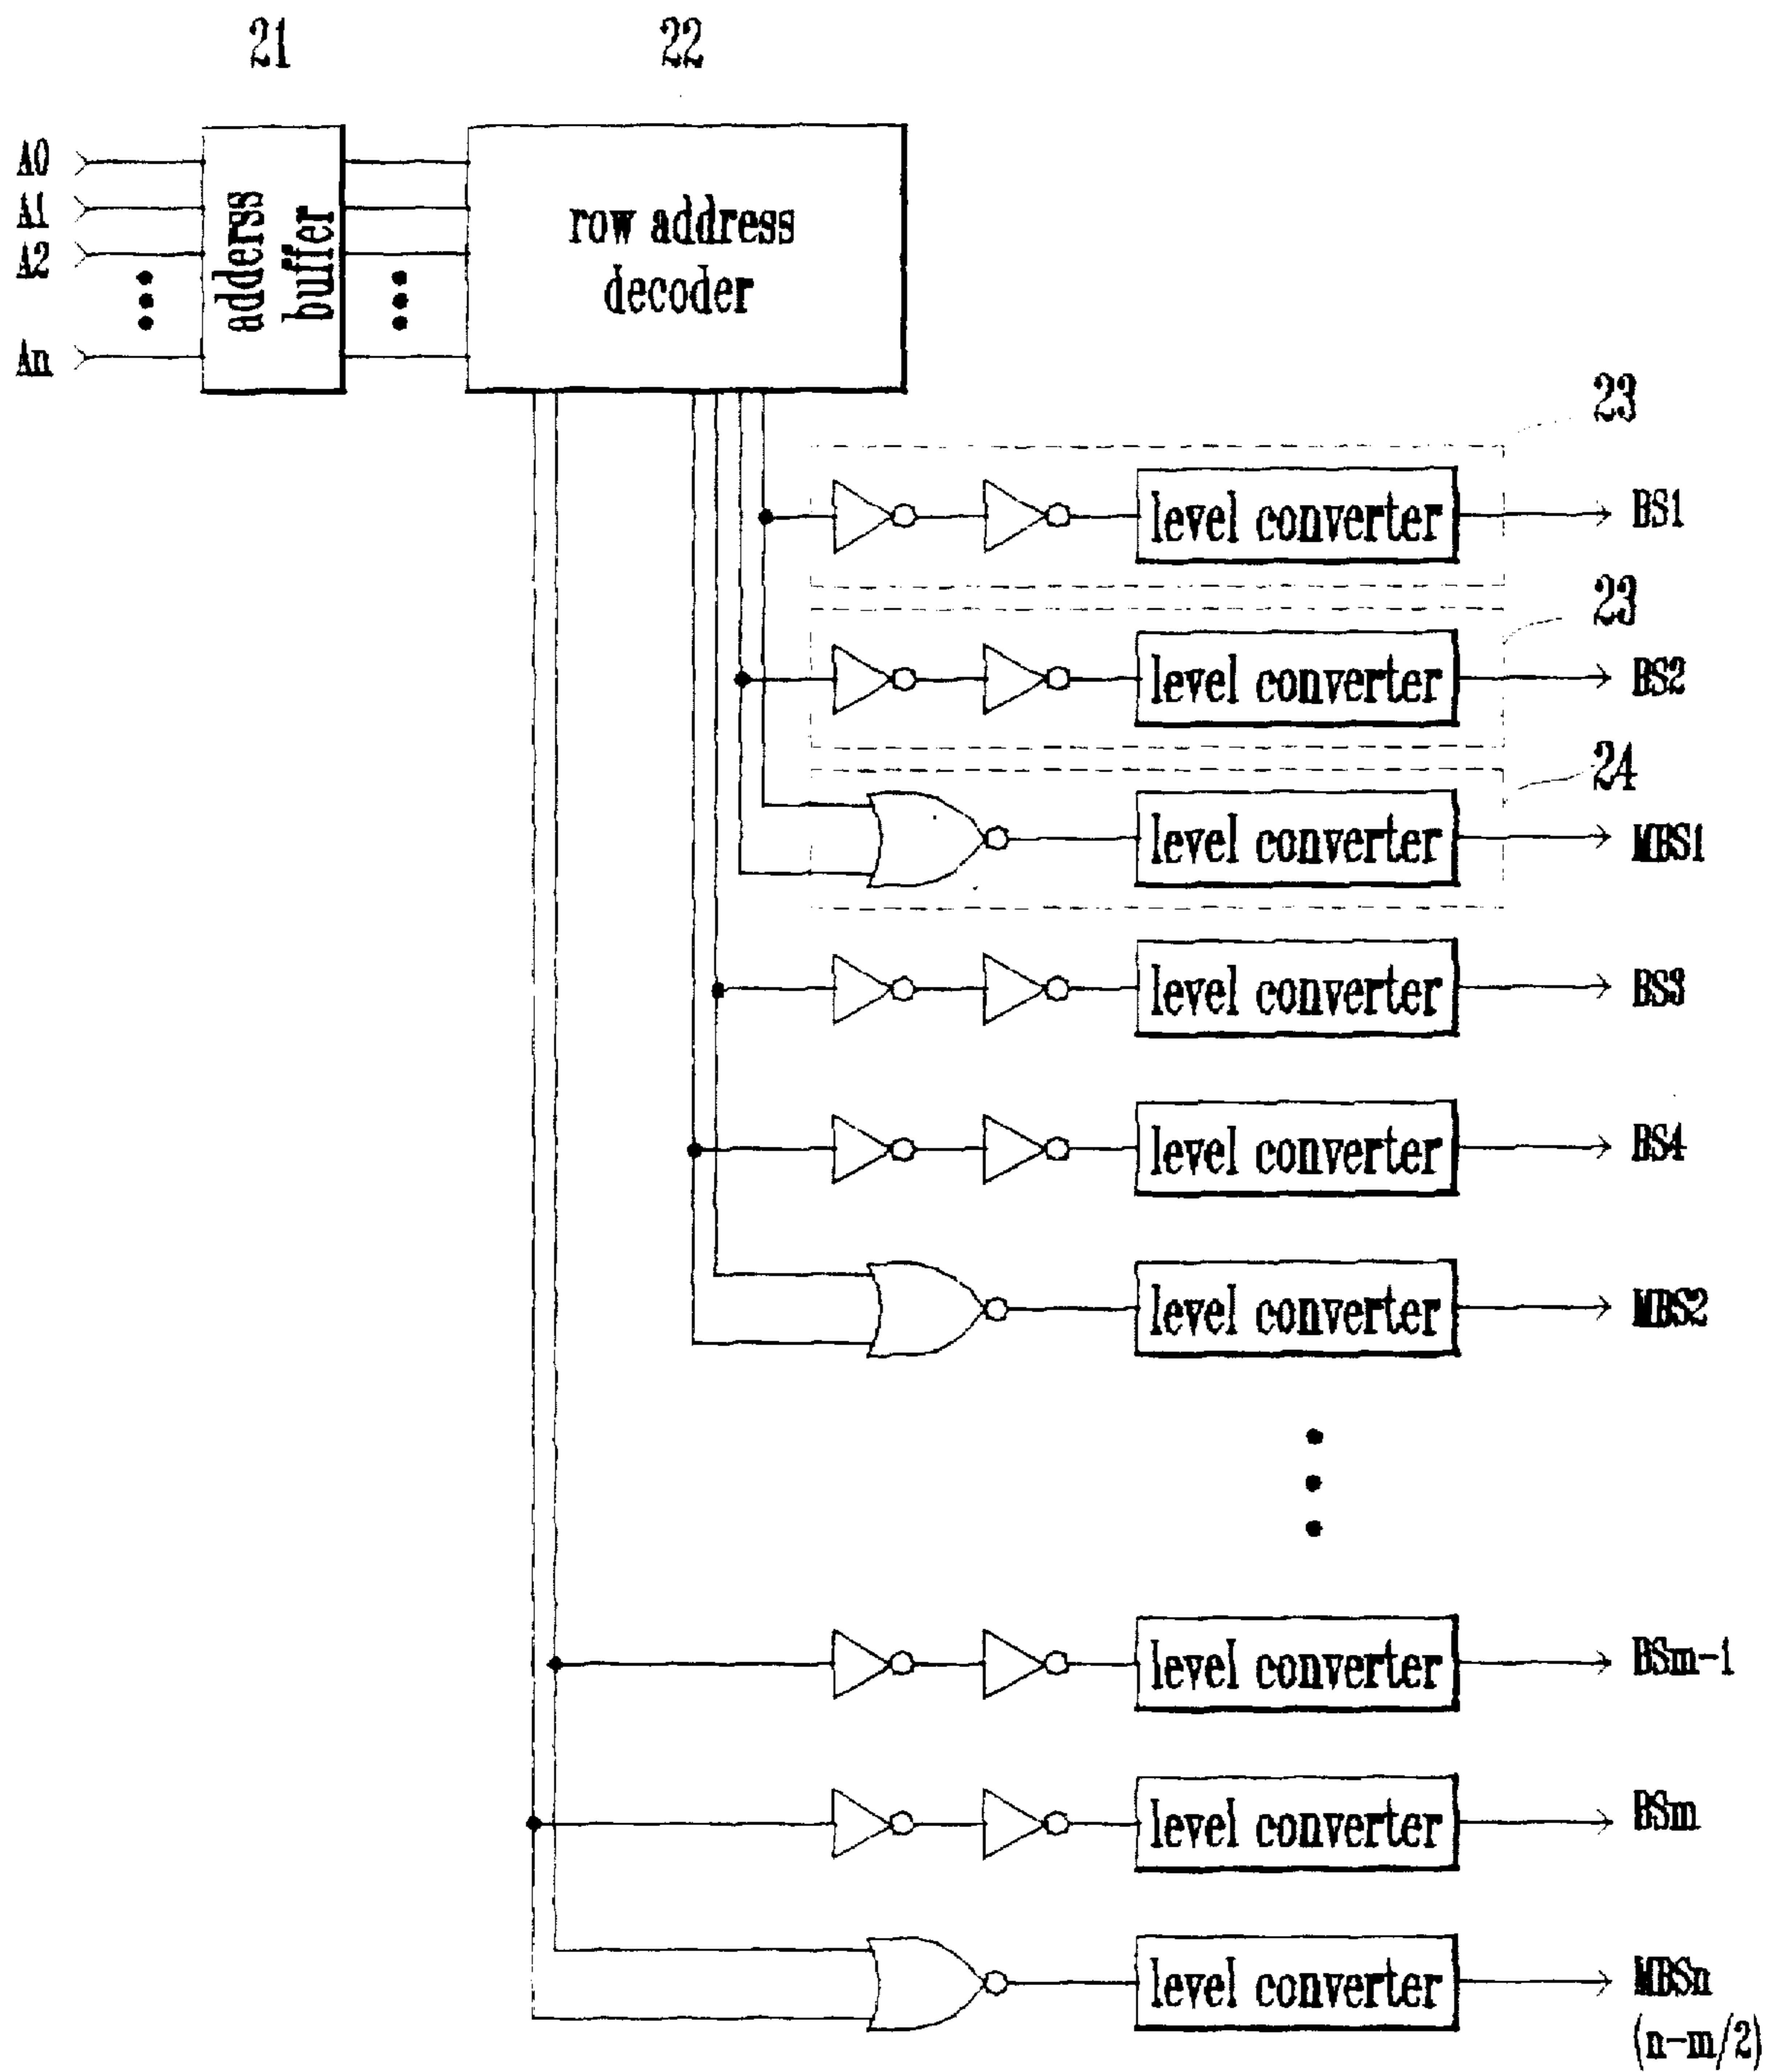 21
22
A0
A1
A2
An
adderss
buffer
row address
decoder
23
level converter
BS1
23
level converter
BS2
24
level converter
MBS1
level converter
BS3
level converter
BS4
level converter
MBS2
level converter
BSm-1
level converter
BSm
level converter
MBSn
(n-m/2)